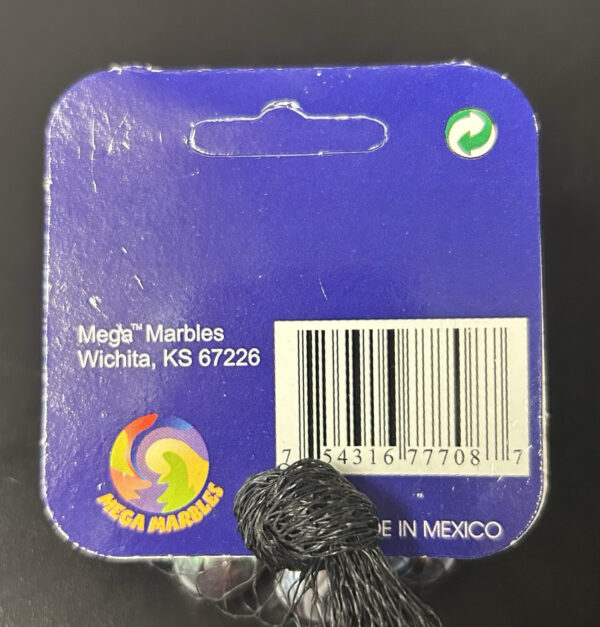 Mega™ Marbles
Wichita, KS 67226
7 54316 77708 7
MEGA MARBLES
DE IN MEXICO